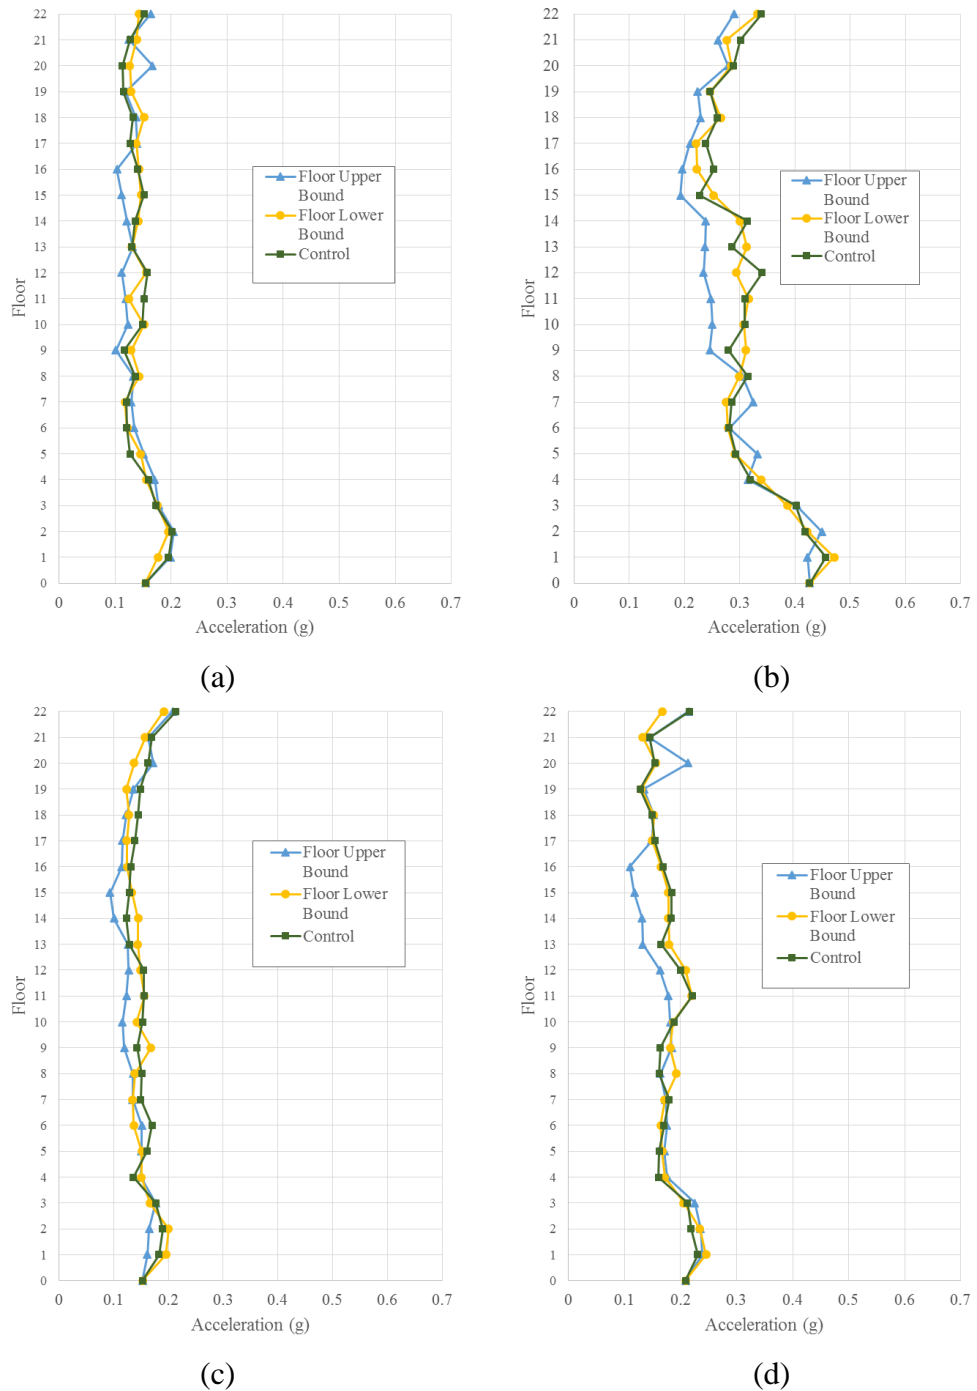 22
21
20
19
18
17
16
15
14
13
12
11
10
9
8
7
6
5
4
3
2
1
0
Floor
Floor Upper
Bound
Floor Lower
Bound
Control
0 0.1 0.2 0.3 0.4 0.5 0.6 0.7
Acceleration (g)
(a)
22
21
20
19
18
17
16
15
14
13
12
11
10
9
8
7
6
5
4
3
2
1
0
Floor
Floor Upper
Bound
Floor Lower
Bound
Control
0 0.1 0.2 0.3 0.4 0.5 0.6 0.7
Acceleration (g)
(b)
22
21
20
19
18
17
16
15
14
13
12
11
10
9
8
7
6
5
4
3
2
1
0
Floor
Floor Upper
Bound
Floor Lower
Bound
Control
0 0.1 0.2 0.3 0.4 0.5 0.6 0.7
Acceleration (g)
(c)
22
21
20
19
18
17
16
15
14
13
12
11
10
9
8
7
6
5
4
3
2
1
0
Floor
Floor Upper
Bound
Floor Lower
Bound
Control
0 0.1 0.2 0.3 0.4 0.5 0.6 0.7
Acceleration (g)
(d)